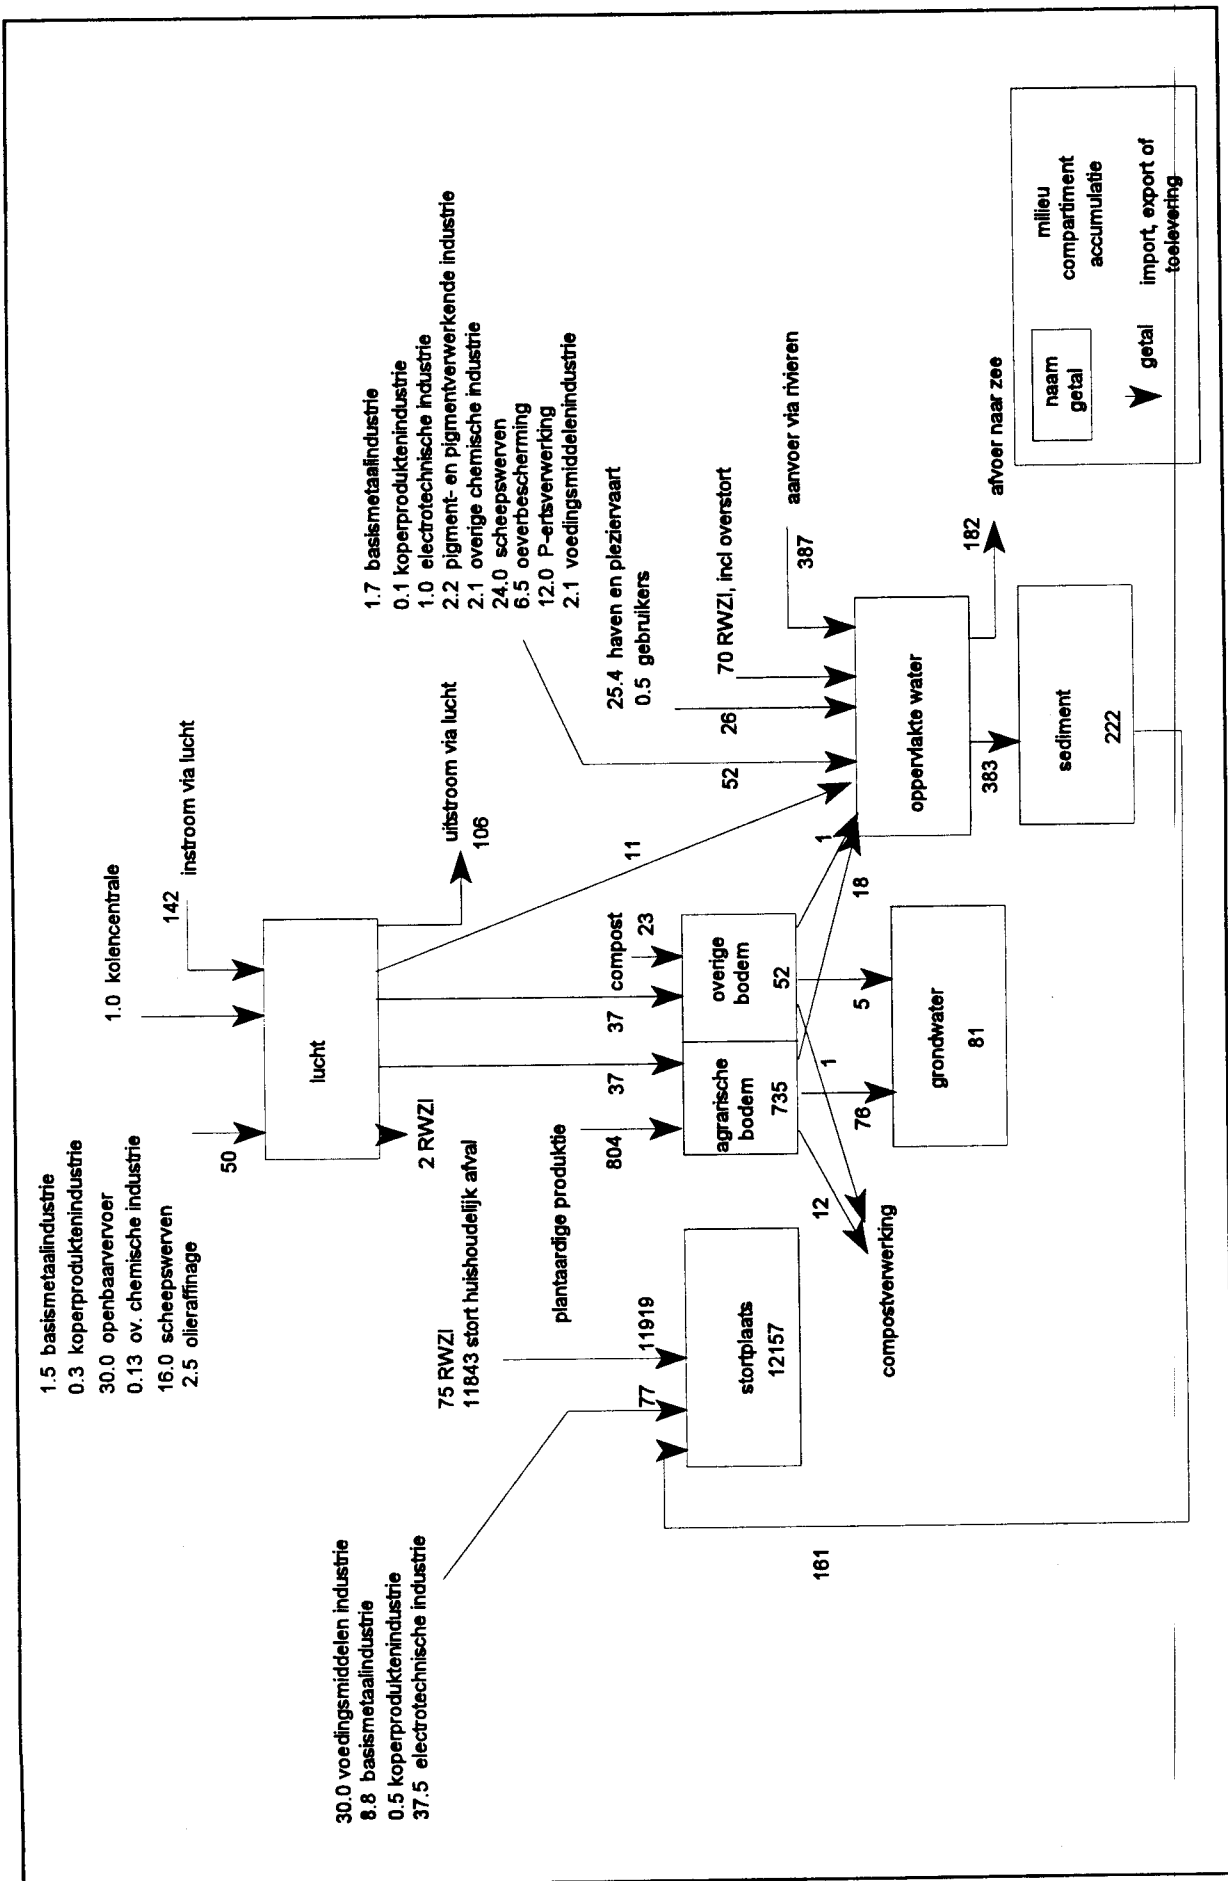 1.5 basismetaalindustrie
0.3 koperproduktenindustrie
30.0 openbaarvervoer
0.13 ov. chemische industrie
16.0 scheepswerven
2.5 olieraffinage
50
1.0 kolencentrale
142
instroom via lucht
lucht
2 RWZI
uitstroom via lucht
106
1.7 basismetaalindustrie
0.1 koperproduktenindustrie
1.0 electrotechnische industrie
2.2 pigment- en pigmentverwerkende industrie
2.1 overige chemische industrie
24.0 scheepswerven
6.5 oeverbescherming
12.0 P-ertsverwerking
2.1 voedingsmiddelenindustrie
75 RWZI
11843 stort huishoudelijk afval
plantaardige produktie
30.0 voedingsmiddelen industrie
8.8 basismetaalindustrie
0.5 koperproduktenindustrie
37.5 electrotechnische industrie
77
11919
804
37
37
compost
23
11
25.4 haven en pleziervaart
0.5 gebruikers
52
26
70 RWZI, incl overstort
387
aanvoer via rivieren
stortplaats
12157
agrarische
bodem
735
overige
bodem
52
oppervlakte water
12
1
76
5
18
1
compostverwerking
grondwater
81
383
182
afvoer naar zee
sediment
222
161
naam
getal
milieu
compartiment
accumulatie
getal
import, export of
toelevering